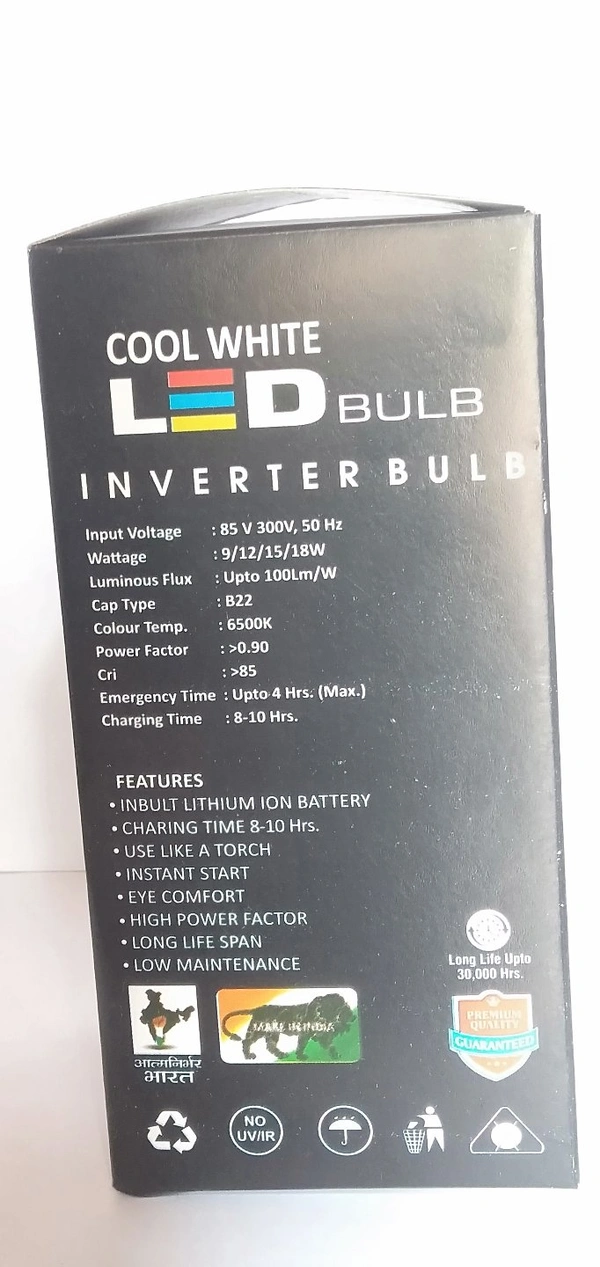 COOL WHITE
LED BULB
INVERTER BULB
Input Voltage : 85 V 300V, 50 Hz
Wattage : 9/12/15/18W
Luminous Flux : Upto 100Lm/W
Cap Type : B22
Colour Temp. : 6500K
Power Factor : >0.90
Cri : >85
Emergency Time : Upto 4 Hrs. (Max.)
Charging Time : 8-10 Hrs.
FEATURES
• INBULT LITHIUM ION BATTERY
• CHARING TIME 8-10 Hrs.
• USE LIKE A TORCH
• INSTANT START
• EYE COMFORT
• HIGH POWER FACTOR
• LONG LIFE SPAN
• LOW MAINTENANCE
Long Life Upto
30,000 Hrs.
MAKE IN INDIA
PREMIUM
QUALITY
GUARANTEED
आत्मनिर्भर
भारत
NO
UV/IR